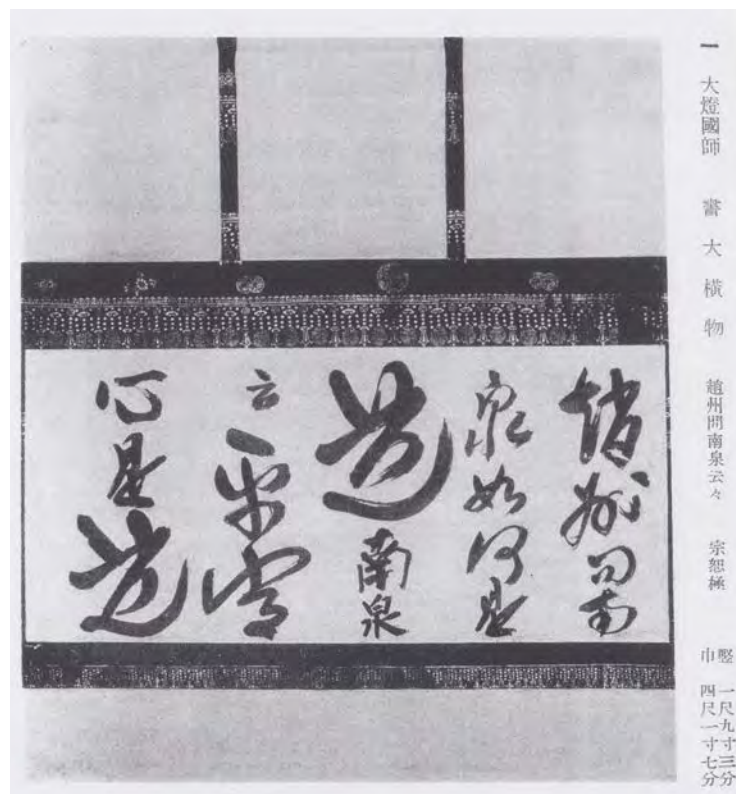 一 大燈國師 書大横物 趙州問南泉云々 宗恕極
竪 一尺九寸三分
巾 四尺一寸七分
趙州問南
泉如何是
道南泉
云平常
心是道